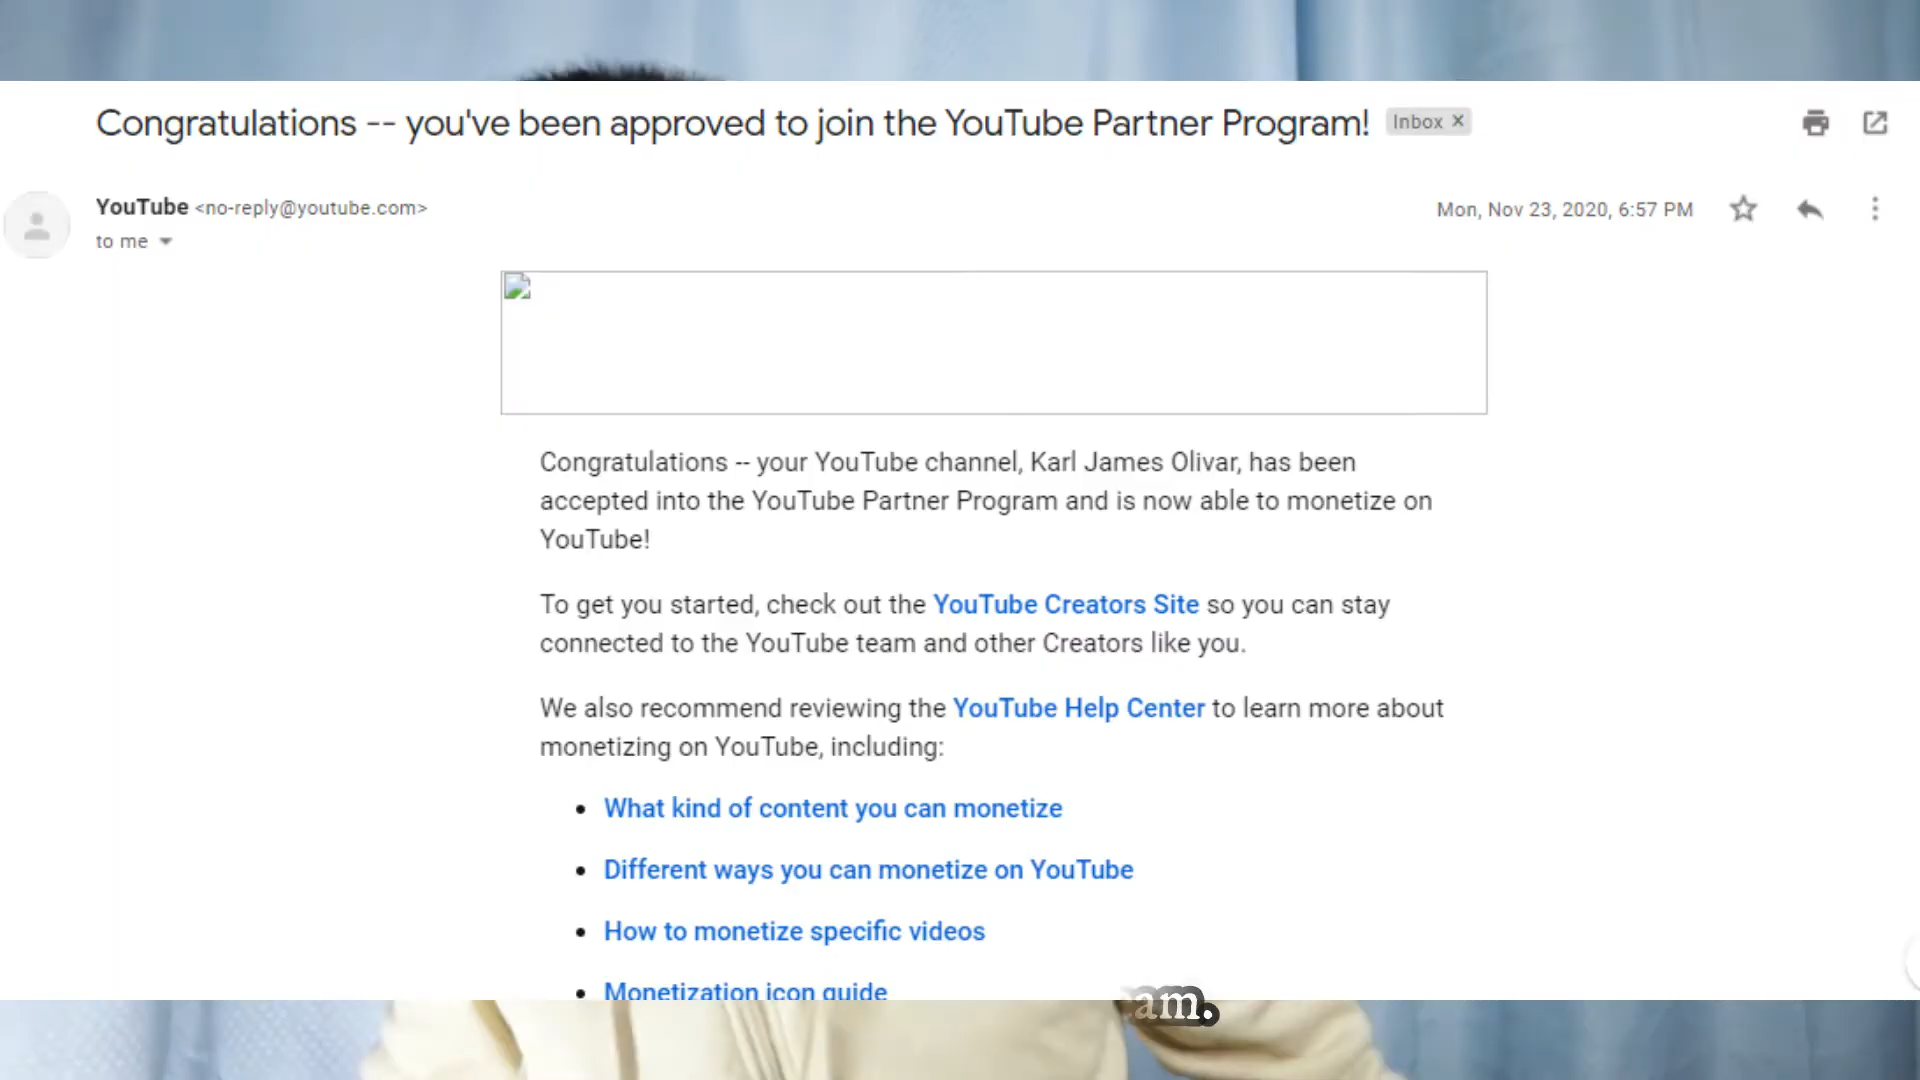 Congratulations -- you've been approved to join the YouTube Partner Program! Inbox x
YouTube <no-reply@youtube.com> Mon, Nov 23, 2020, 6:57 PM
to me
Congratulations -- your YouTube channel, Karl James Olivar, has been
accepted into the YouTube Partner Program and is now able to monetize on
YouTube!
To get you started, check out the YouTube Creators Site so you can stay
connected to the YouTube team and other Creators like you.
We also recommend reviewing the YouTube Help Center to learn more about
monetizing on YouTube, including:
• What kind of content you can monetize
• Different ways you can monetize on YouTube
• How to monetize specific videos
• Monetization icon guide
am.